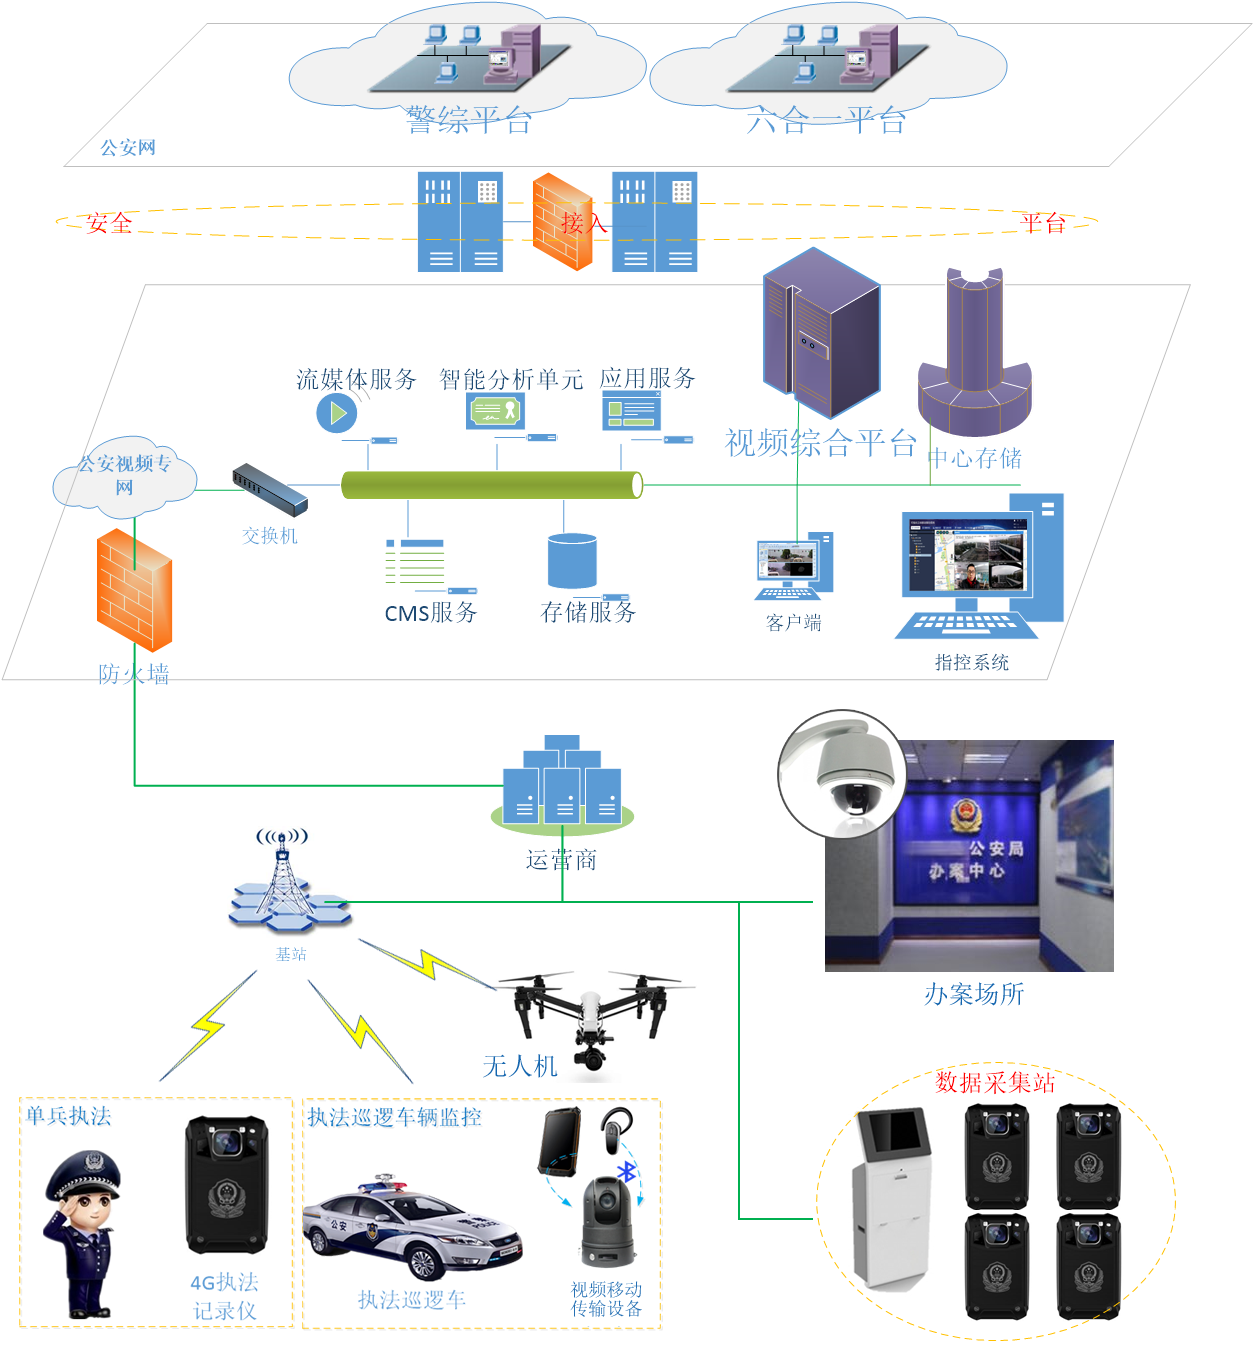 警综平台
六合一平台
公安网
安全
接入
平台
流媒体服务
智能分析单元
应用服务
视频综合平台
中心存储
公安视频专
网
交换机
CMS服务
存储服务
客户端
指控系统
防火墙
运营商
公安局
办案中心
基站
办案场所
无人机
数据采集站
单兵执法
执法巡逻车辆监控
公安
POLICE
4G执法
记录仪
执法巡逻车
视频移动
传输设备